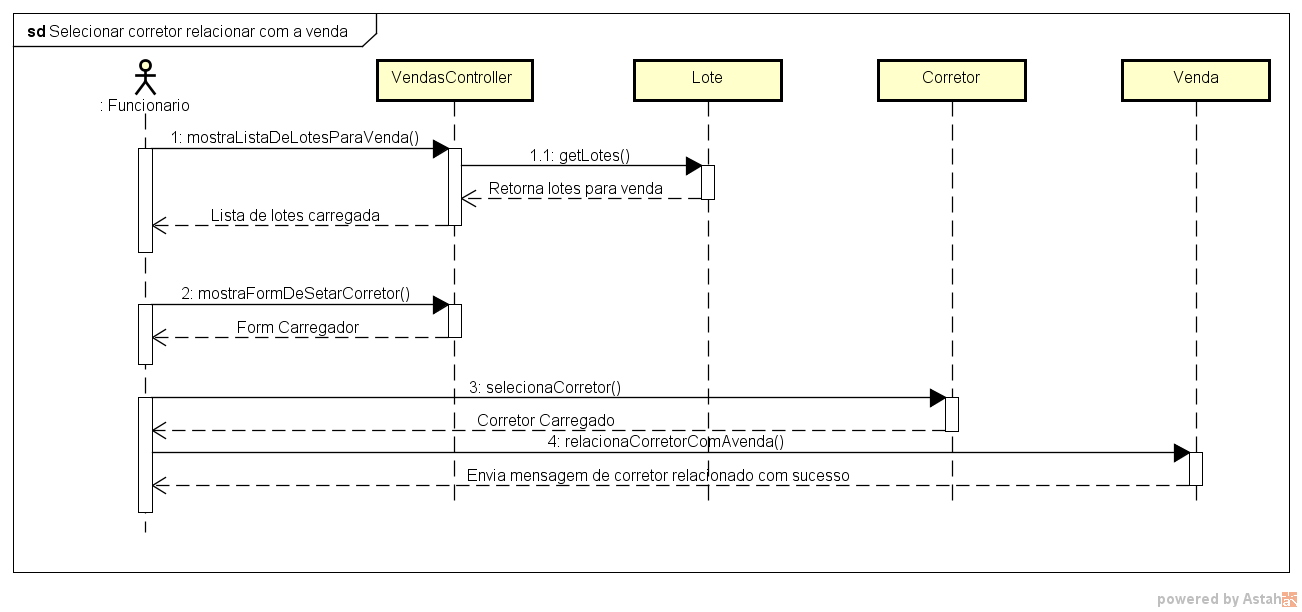 sd Selecionar corretor relacionar com a venda
: Funcionario
VendasController
Lote
Corretor
Venda
1: mostraListaDeLotesParaVenda()
1.1: getLotes()
Retorna lotes para venda
Lista de lotes carregada
2: mostraFormDeSetarCorretor()
Form Carregador
3: selecionaCorretor()
Corretor Carregado
4: relacionaCorretorComAvenda()
Envia mensagem de corretor relacionado com sucesso
powered by Astah